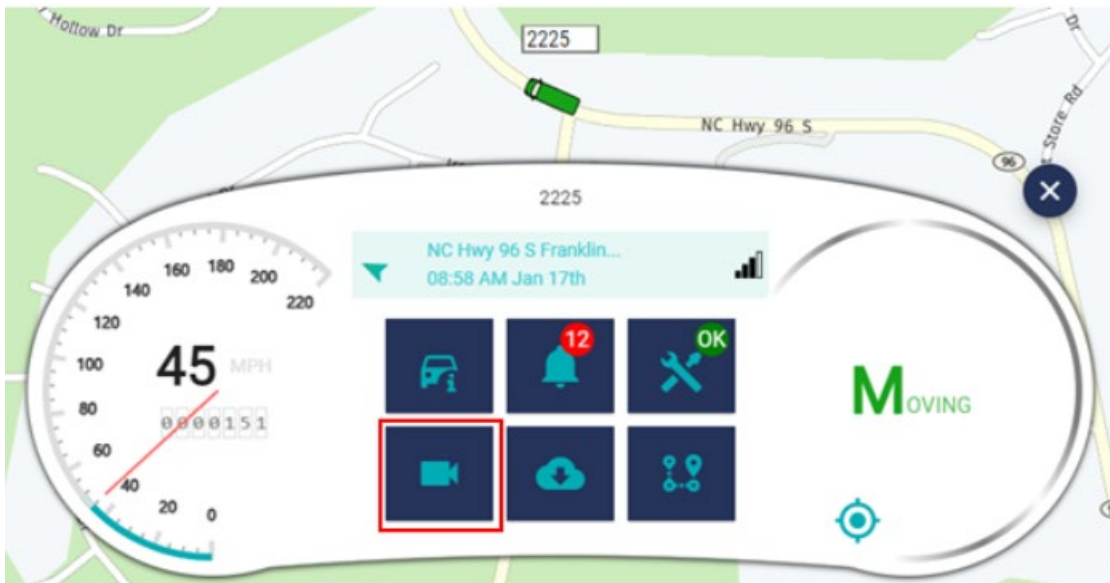 Hollow Dr
2225
NC Hwy 96 S
Store Rd
Dr
96
2225
NC Hwy 96 S Franklin...
08:58 AM Jan 17th
220
200
180
160
140
120
100
80
60
40
20
0
45 MPH
0000151
12
OK
MOVING